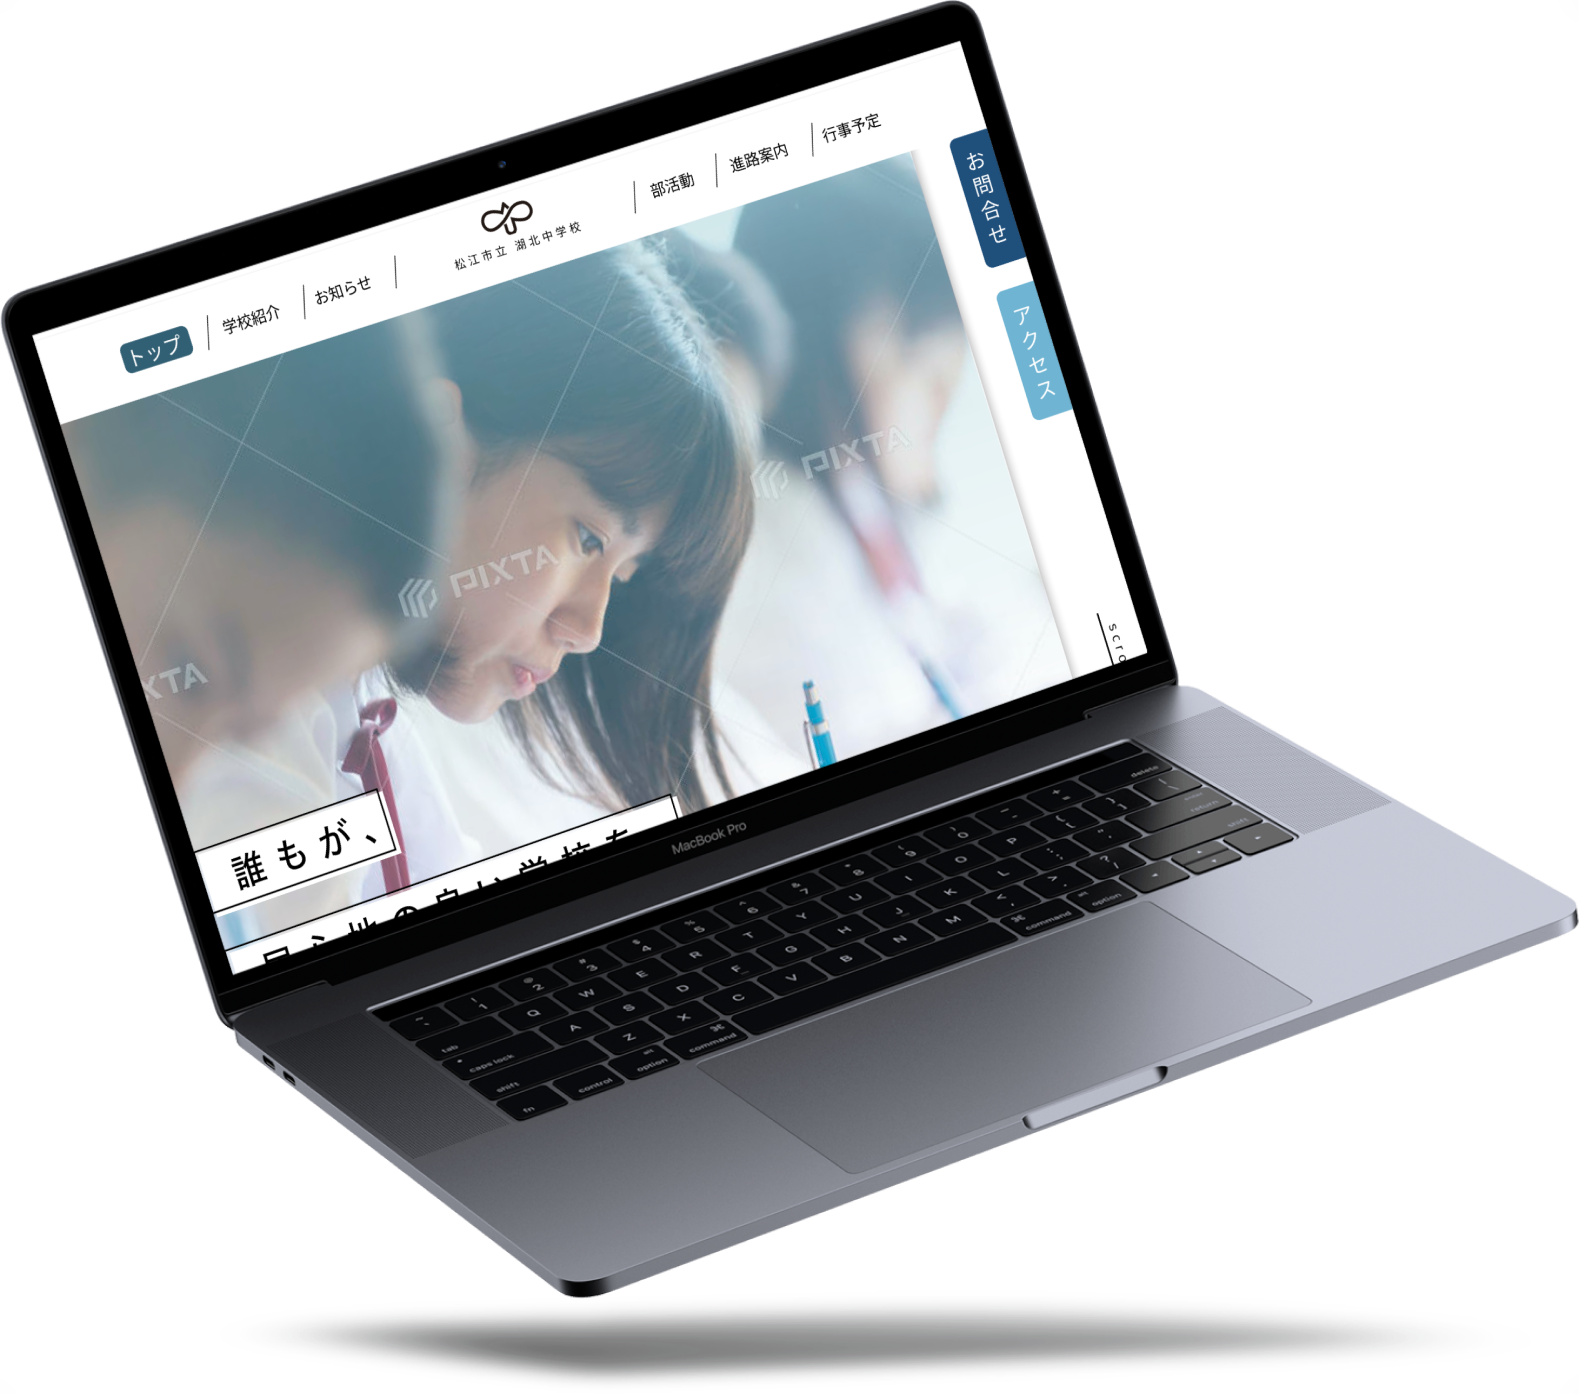 トップ
学校紹介
お知らせ
松江市立 湖北中学校
部活動
進路案内
行事予定
お問合せ
アクセス
PIXTA
PIXTA
XTA
scro
誰もが、
MacBook Pro
delete
tab
Q W E R T Y U I O P
caps lock
A S D F G H J K L
return
shift
Z X C V B N M
shift
fn
control
option
command
command
option